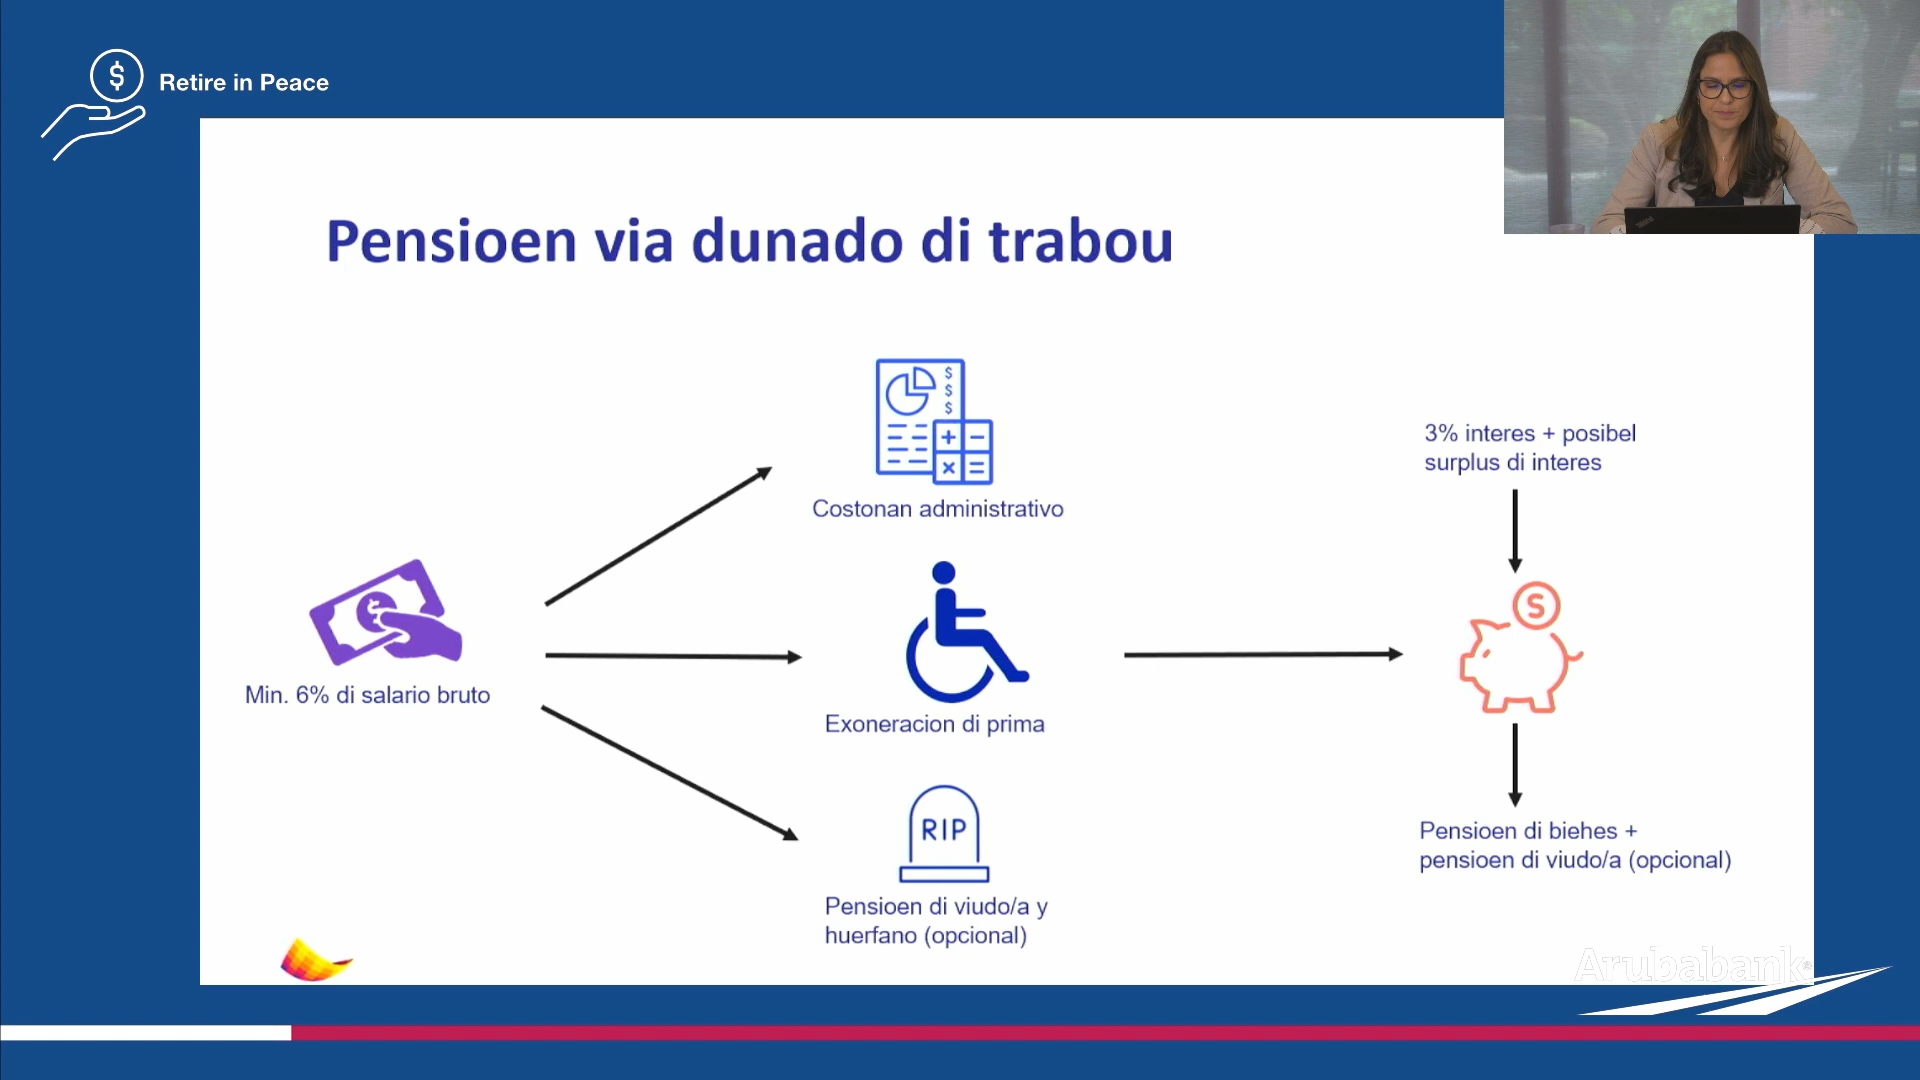 Retire in Peace
Pensioen via dunado di trabou
Costonan administrativo
Min. 6% di salario bruto
Exoneracion di prima
RIP
Pensioen di viudo/a y
huerfano (opcional)
3% interes + posibel
surplus di interes
Pensioen di biehes +
pensioen di viudo/a (opcional)
Arubabank®